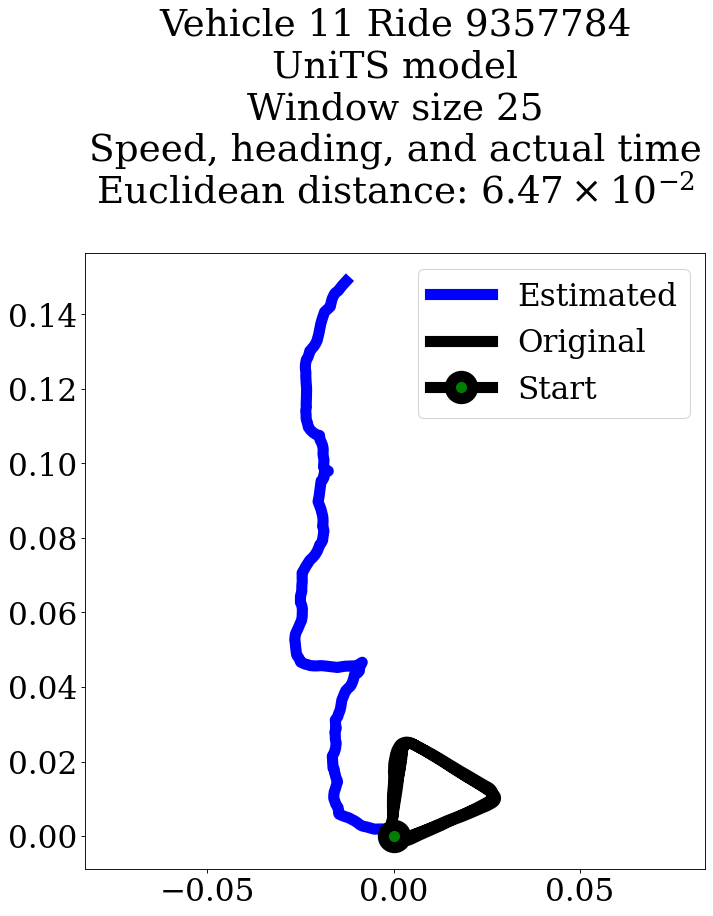 Vehicle 11 Ride 9357784
UniTS model
Window size 25
Speed, heading, and actual time
Euclidean distance: 6.47 × 10⁻²
Estimated
Original
Start
0.14
0.12
0.10
0.08
0.06
0.04
0.02
0.00
−0.05 0.00 0.05